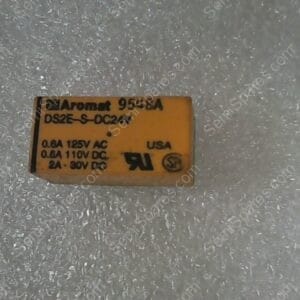 Aromat 9548A
DS2E-S-DC24V
0.6A 125V AC
0.6A 110V DC
2A - 30V DC
USA